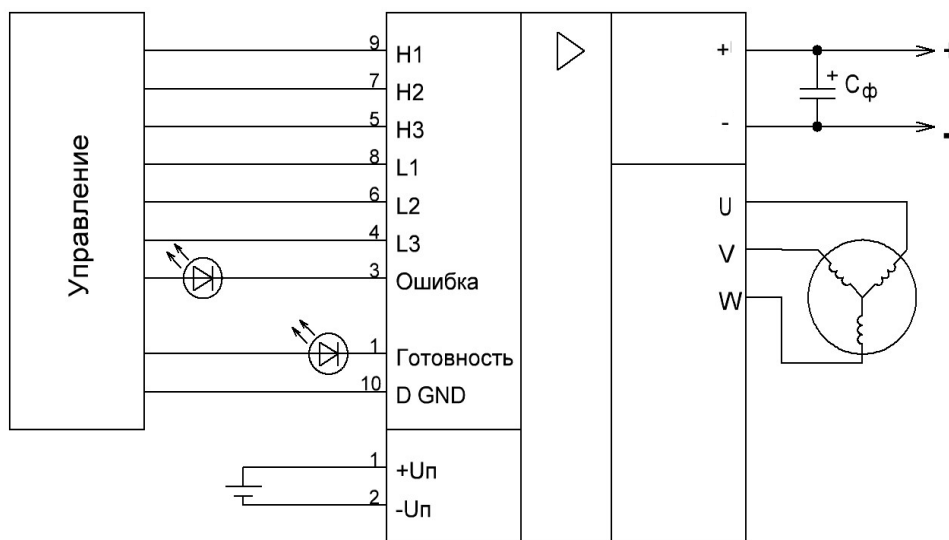 Управление
9 H1
7 H2
5 H3
8 L1
6 L2
4 L3
3 Ошибка
1 Готовность
10 D GND
1 +Uп
2 -Uп
+ + Cф +
- -
U
V
W